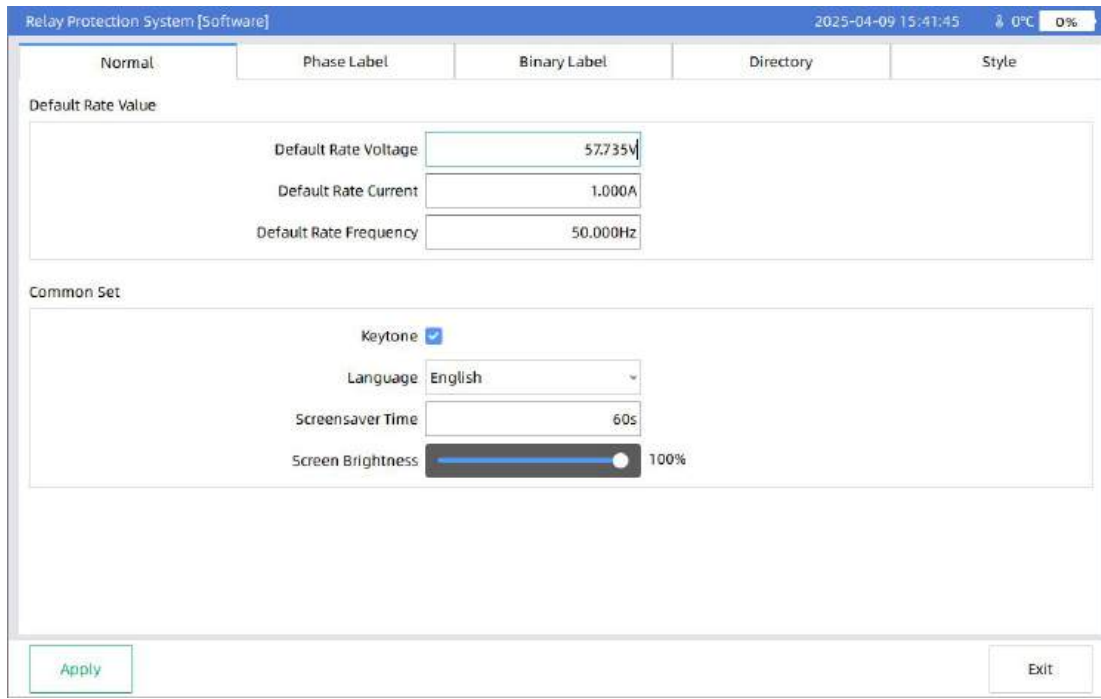 Relay Protection System [Software] 2025-04-09 15:41:45 0°C 0%
Normal Phase Label Binary Label Directory Style
Default Rate Value
Default Rate Voltage 57.735V
Default Rate Current 1.000A
Default Rate Frequency 50.000Hz
Common Set
Keytone
Language English
Screensaver Time 60s
Screen Brightness 100%
Apply Exit